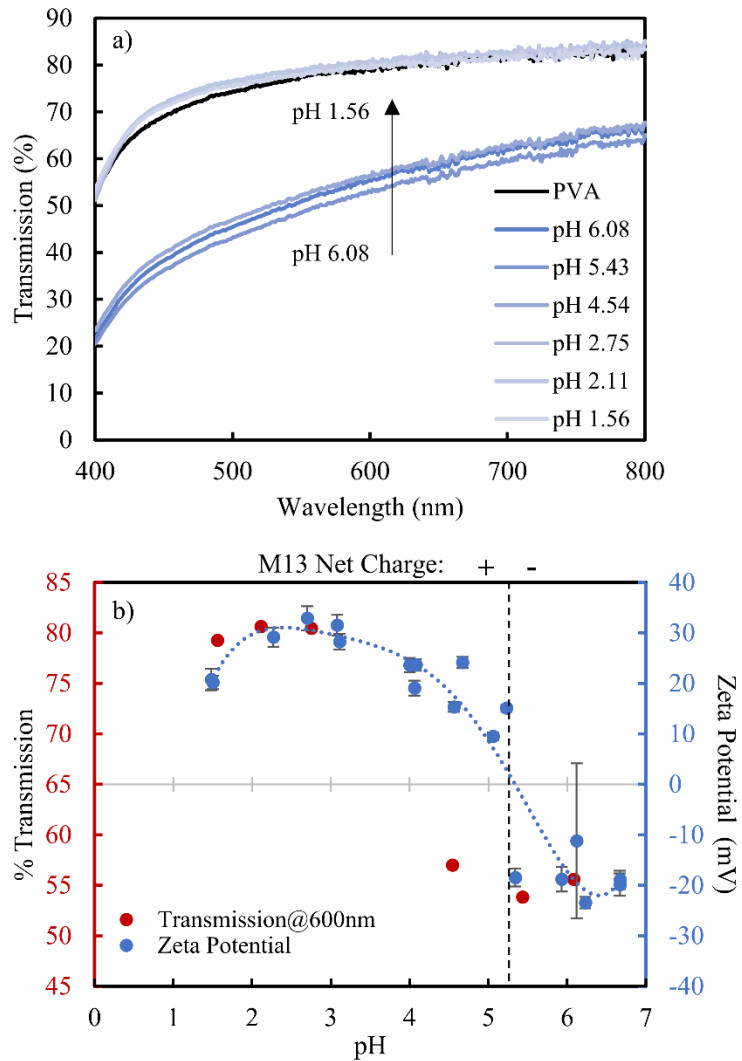 a)
90
80
70
60
50
40
30
20
10
0
Transmission (%)
pH 1.56
pH 6.08
PVA
pH 6.08
pH 5.43
pH 4.54
pH 2.75
pH 2.11
pH 1.56
400 500 600 700 800
Wavelength (nm)
M13 Net Charge: + -
b)
85
80
75
70
65
60
55
50
45
% Transmission
40
30
20
10
0
-10
-20
-30
-40
Zeta Potential (mV)
Transmission@600nm
Zeta Potential
0 1 2 3 4 5 6 7
pH